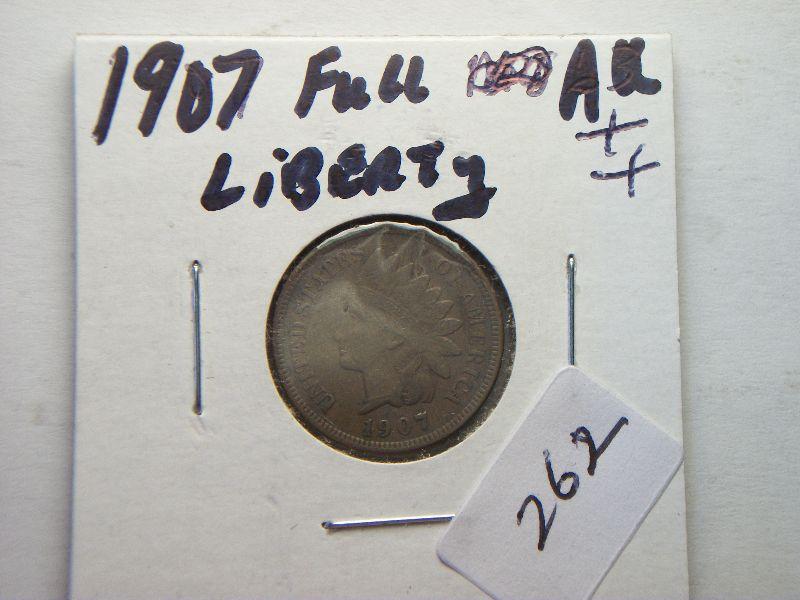 1907 Full AU
++
LiBERTy
UNITED STATES OF AMERICA
1907
262